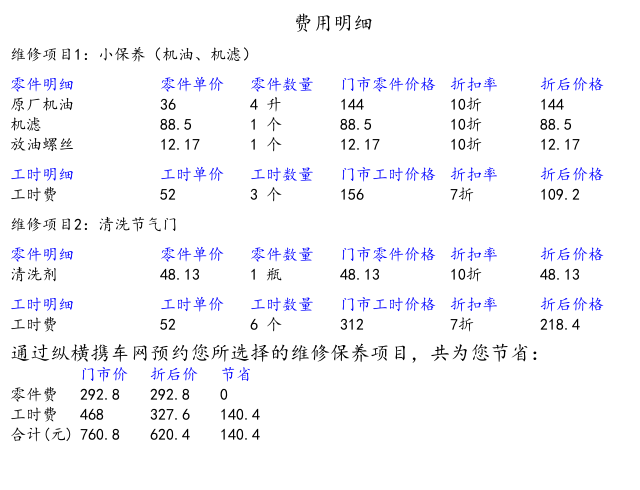 费用明细
维修项目1: 小保养（机油、机滤）
零件明细 零件单价 零件数量 门市零件价格 折扣率 折后价格
原厂机油 36 4 升 144 10折 144
机滤 88.5 1 个 88.5 10折 88.5
放油螺丝 12.17 1 个 12.17 10折 12.17
工时明细 工时单价 工时数量 门市工时价格 折扣率 折后价格
工时费 52 3 个 156 7折 109.2
维修项目2: 清洗节气门
零件明细 零件单价 零件数量 门市零件价格 折扣率 折后价格
清洗剂 48.13 1 瓶 48.13 10折 48.13
工时明细 工时单价 工时数量 门市工时价格 折扣率 折后价格
工时费 52 6 个 312 7折 218.4
通过纵横携车网预约您所选择的维修保养项目，共为您节省：
门市价 折后价 节省
零件费 292.8 292.8 0
工时费 468 327.6 140.4
合计(元) 760.8 620.4 140.4